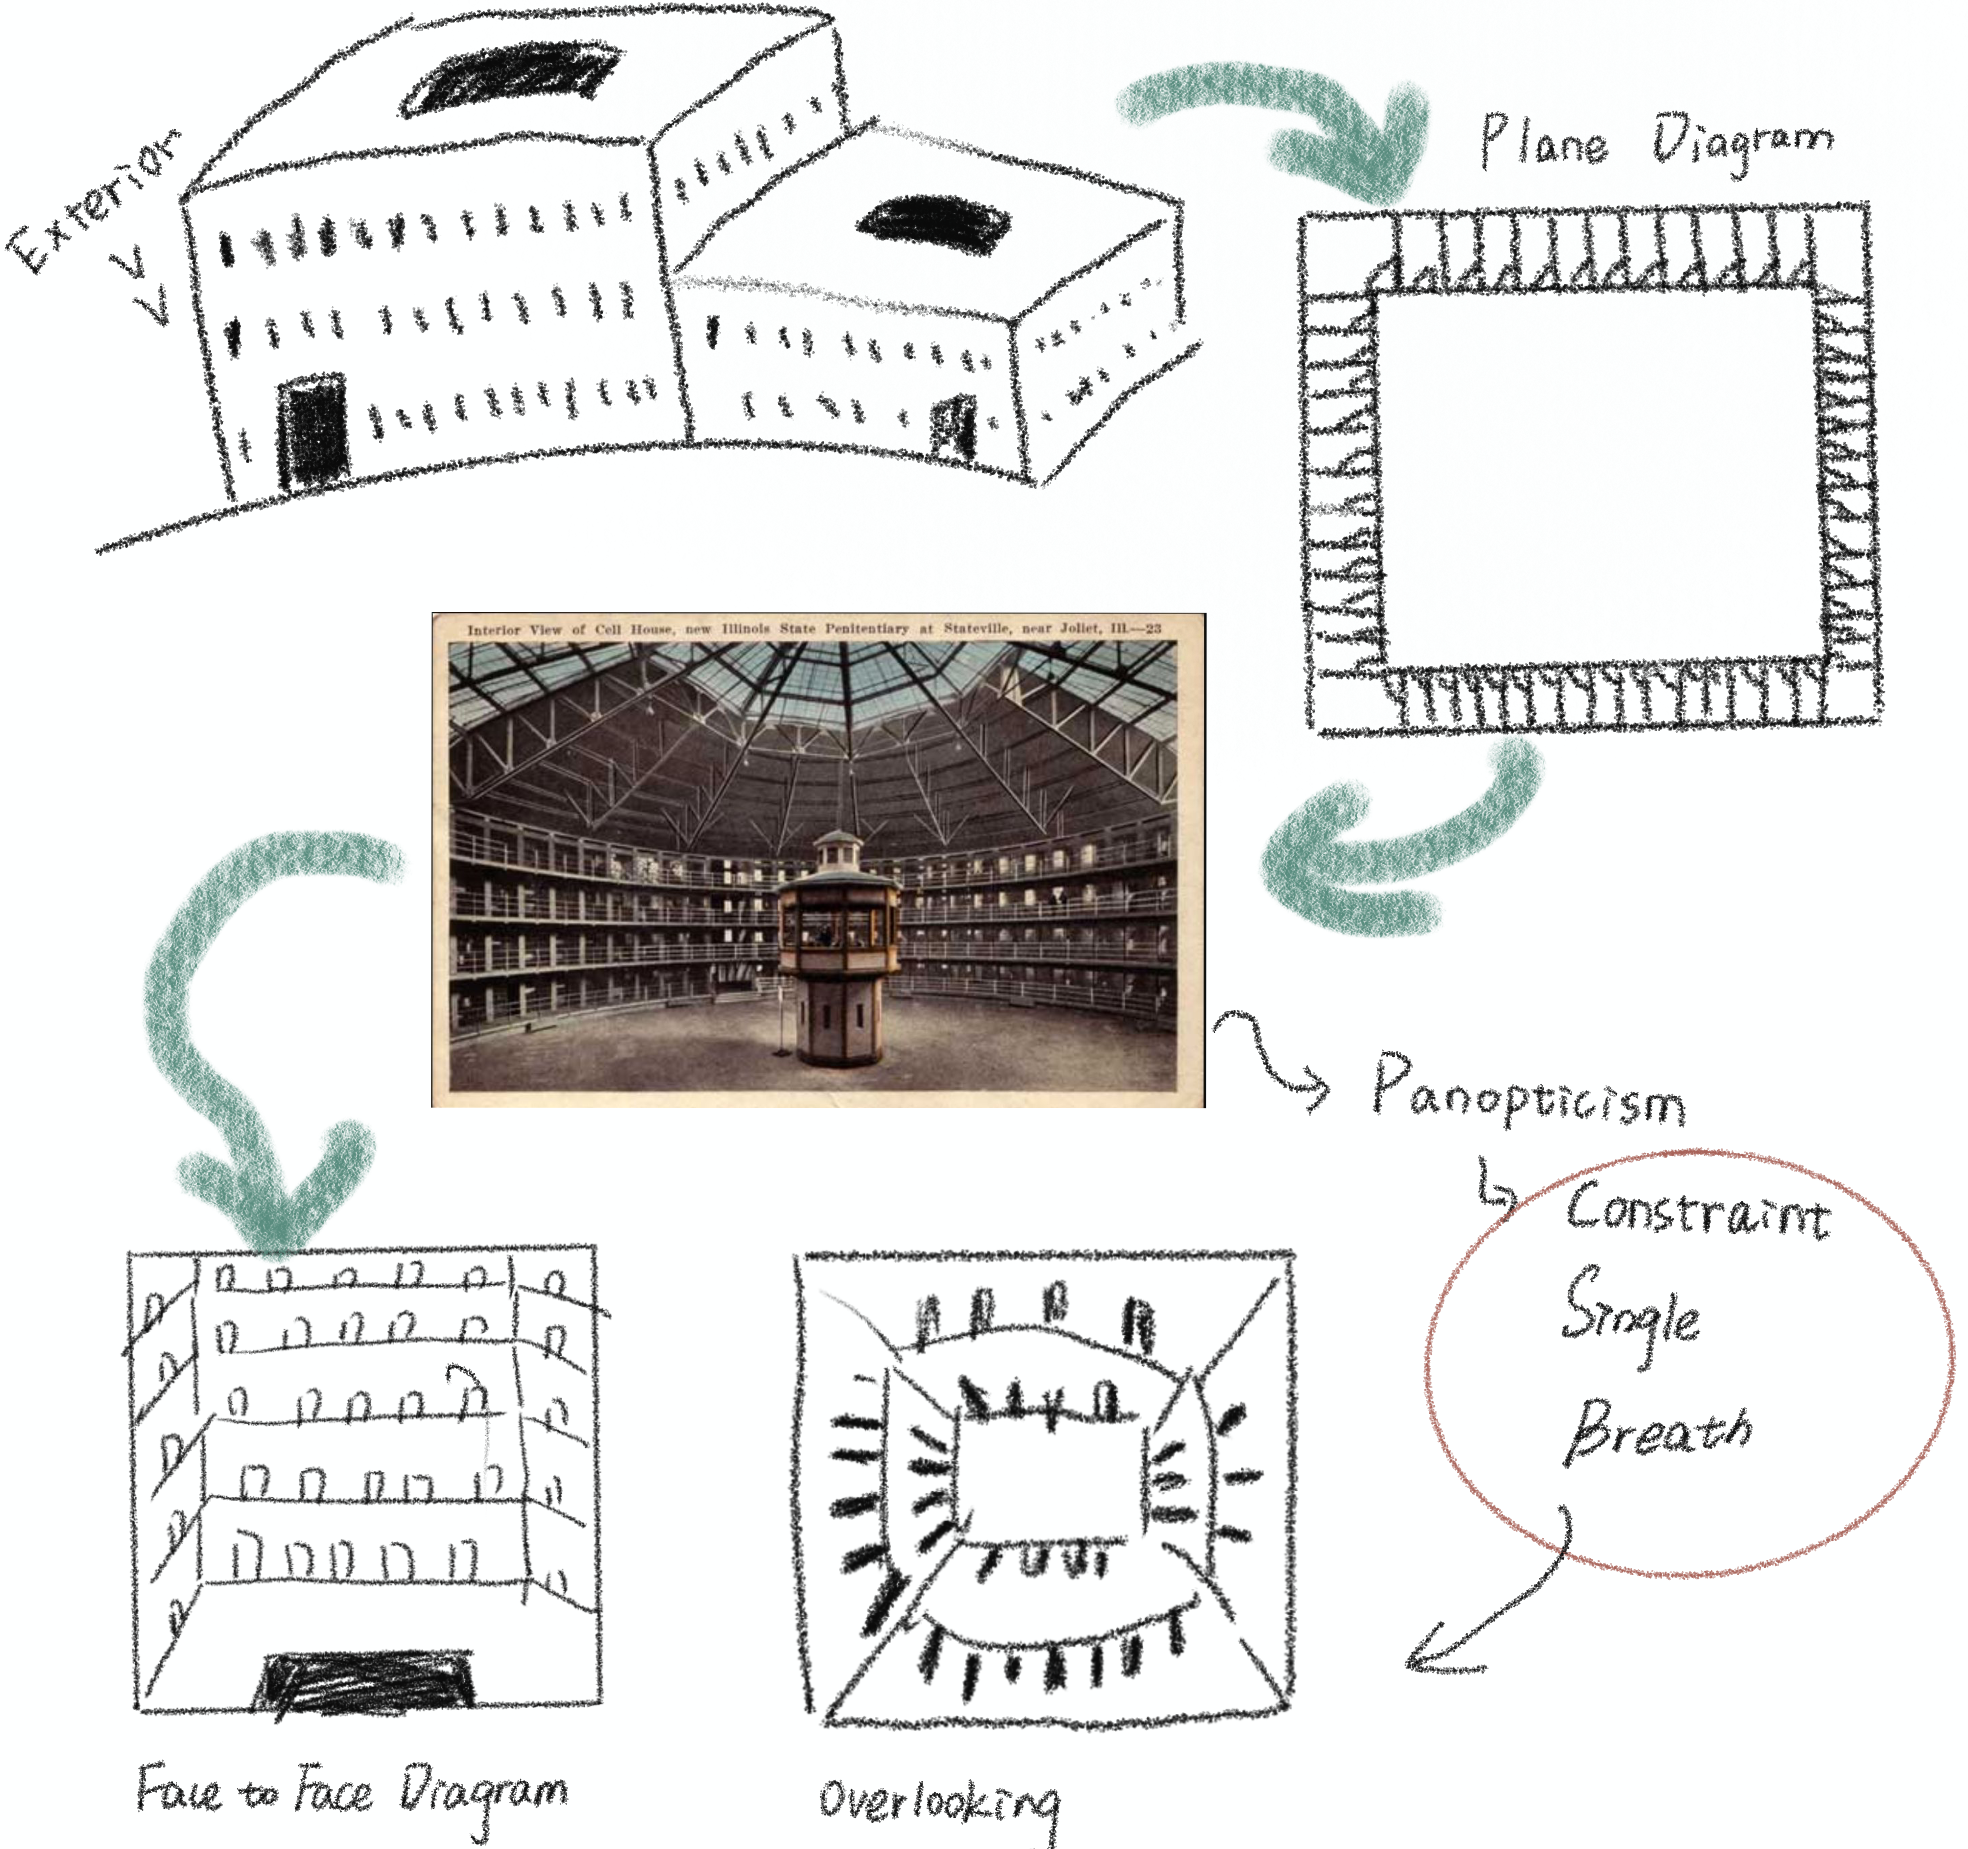 Exterior
Plane Diagram
Interior View of Cell House, new Illinois State Penitentiary at Stateville, near Joliet, Ill.—23
Panopticism
Constraint
Single
Breath
Face to Face Diagram
Overlooking